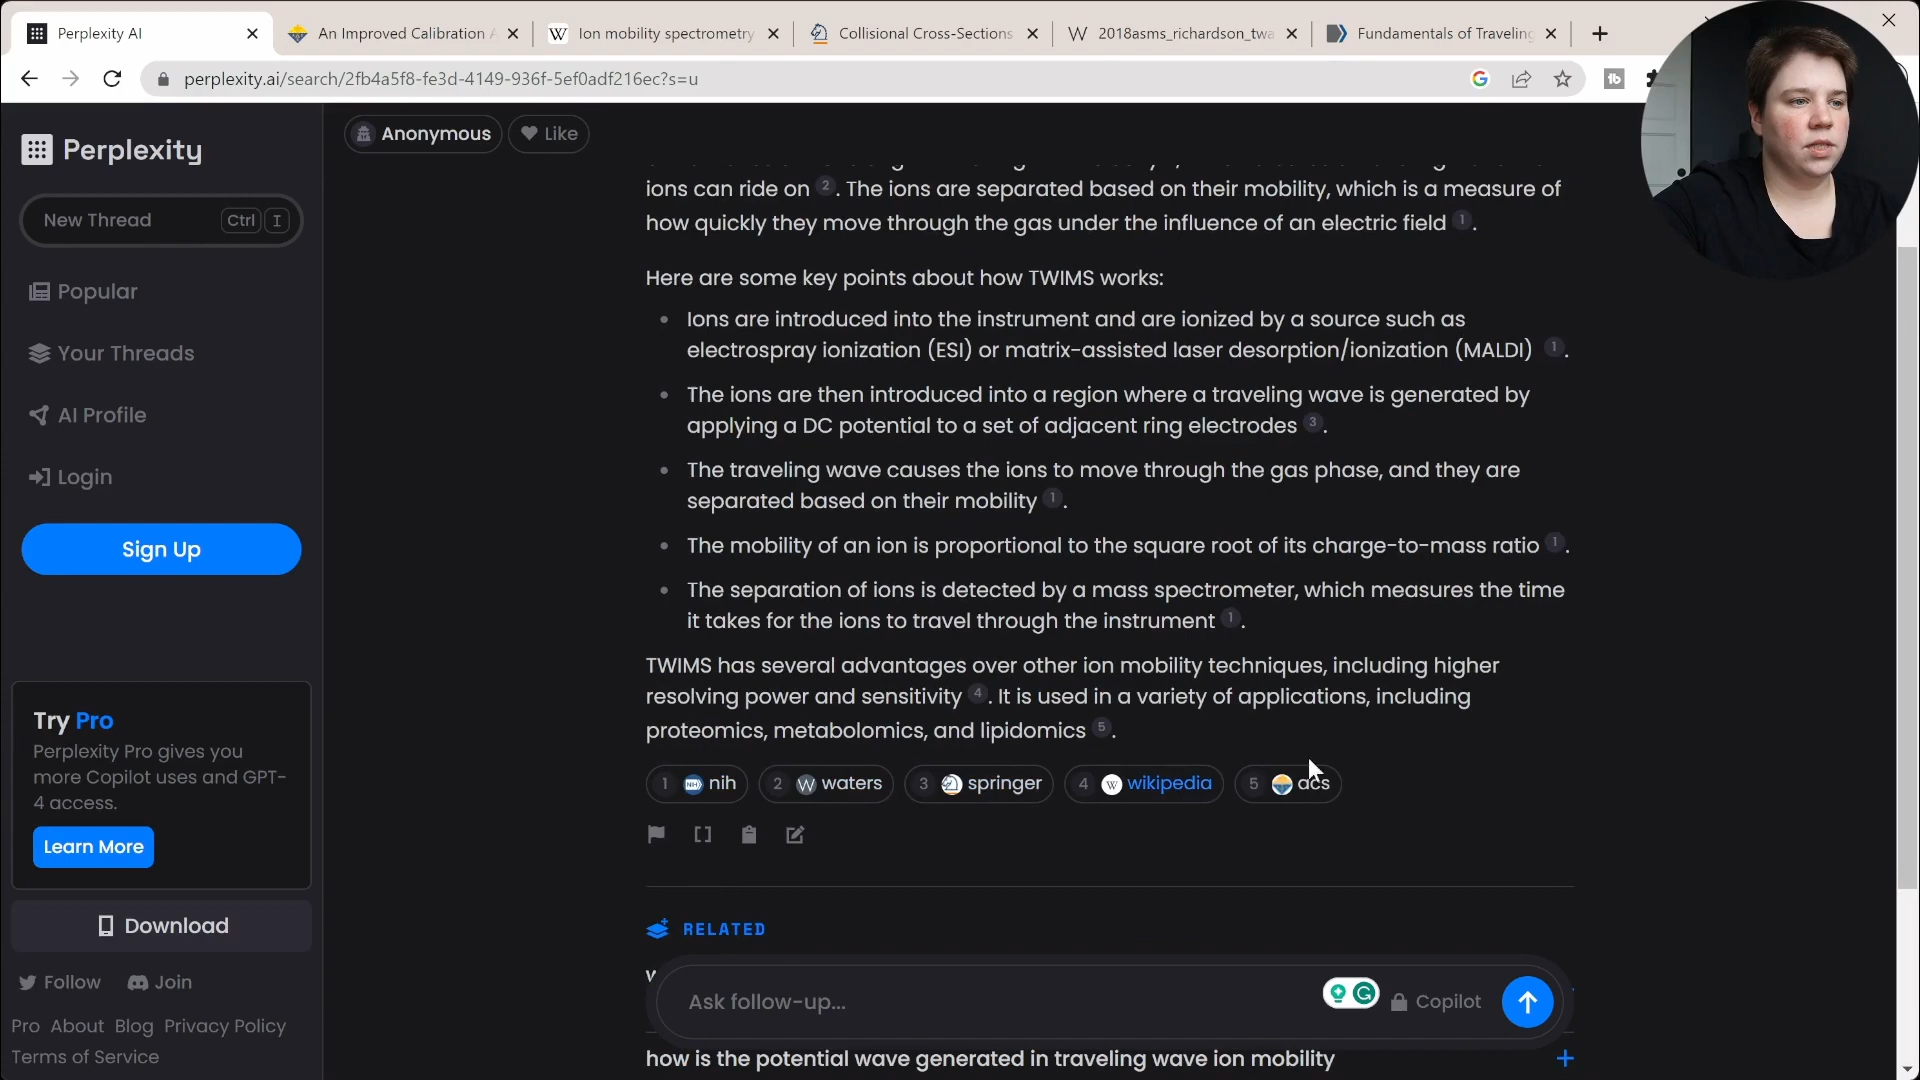 Perplexity AI
An Improved Calibration A
Ion mobility spectrometry
Collisional Cross-Sections
2018asms_richardson_twa
Fundamentals of Traveling
perplexity.ai/search/2fb4a5f8-fe3d-4149-936f-5ef0adf216ec?s=u
Perplexity
New Thread Ctrl I
Popular
Your Threads
AI Profile
Login
Sign Up
Try Pro
Perplexity Pro gives you
more Copilot uses and GPT-
4 access.
Learn More
Download
Follow Join
Pro About Blog Privacy Policy
Terms of Service
Anonymous Like
ions can ride on 2. The ions are separated based on their mobility, which is a measure of
how quickly they move through the gas under the influence of an electric field 1.
Here are some key points about how TWIMS works:
• Ions are introduced into the instrument and are ionized by a source such as
electrospray ionization (ESI) or matrix-assisted laser desorption/ionization (MALDI) 1.
• The ions are then introduced into a region where a traveling wave is generated by
applying a DC potential to a set of adjacent ring electrodes 3.
• The traveling wave causes the ions to move through the gas phase, and they are
separated based on their mobility 1.
• The mobility of an ion is proportional to the square root of its charge-to-mass ratio 1.
• The separation of ions is detected by a mass spectrometer, which measures the time
it takes for the ions to travel through the instrument 1.
TWIMS has several advantages over other ion mobility techniques, including higher
resolving power and sensitivity 4. It is used in a variety of applications, including
proteomics, metabolomics, and lipidomics 5.
1 nih 2 waters 3 springer 4 wikipedia 5 acs
RELATED
Ask follow-up... Copilot
how is the potential wave generated in traveling wave ion mobility